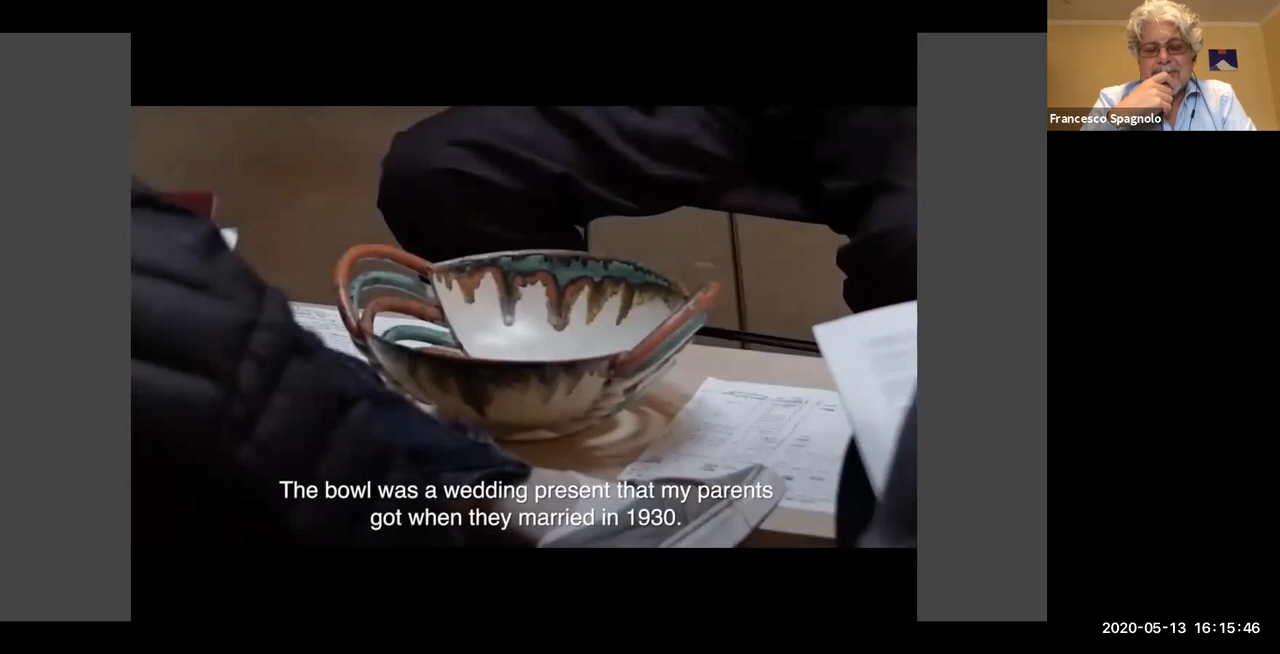 Francesco Spagnolo
The bowl was a wedding present that my parents
got when they married in 1930.
2020-05-13 16:15:46